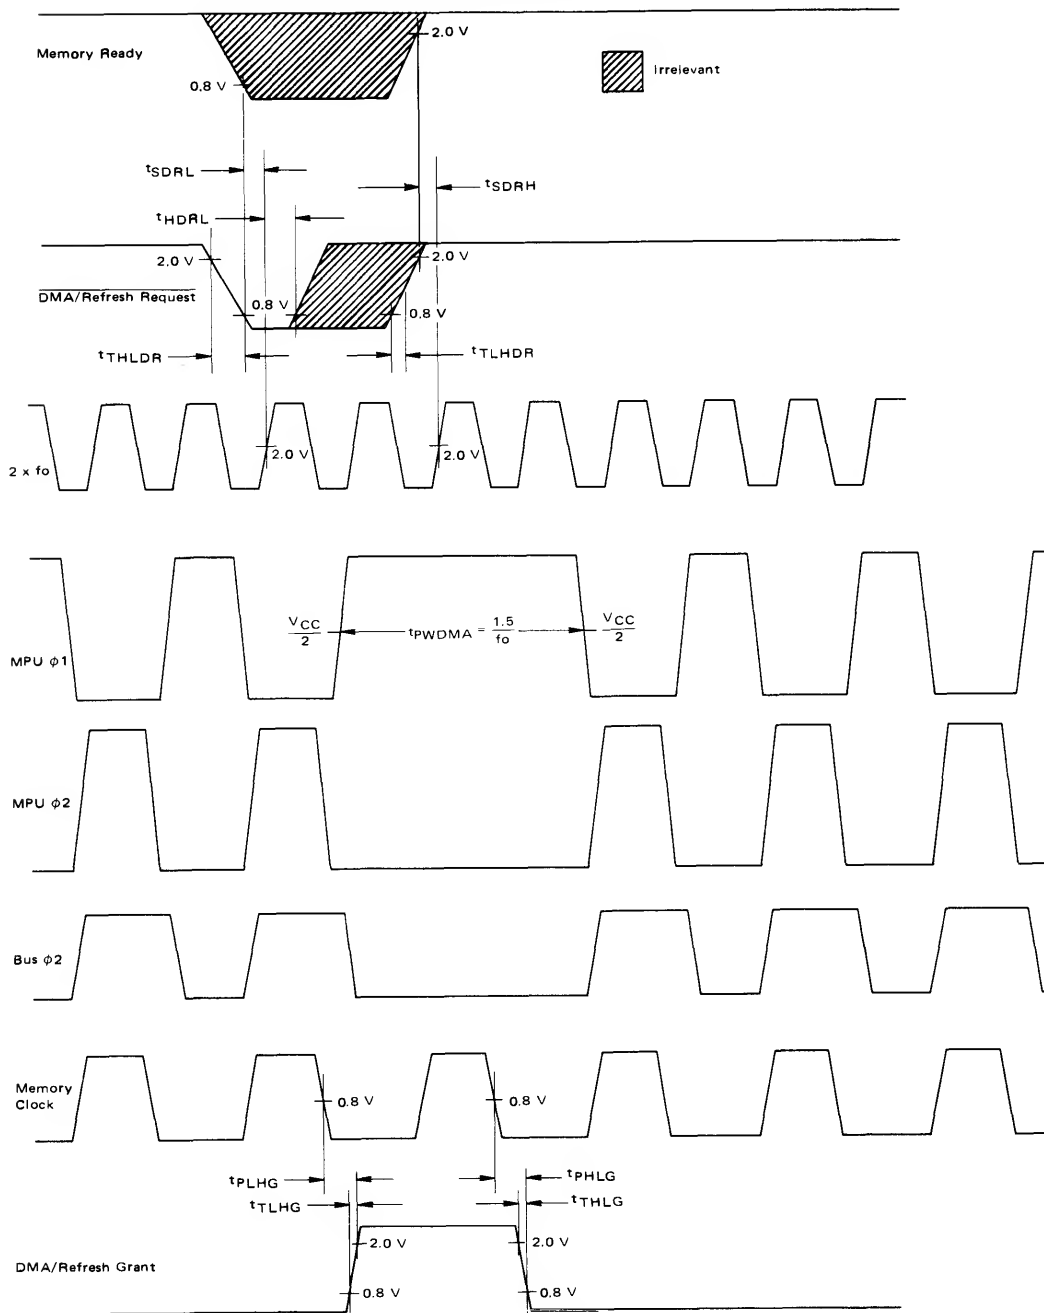 2.0 V
Memory Ready
Irrelevant
0.8 V
tSDRL
tSDRH
tHDRL
2.0 V
2.0 V
DMA/Refresh Request
0.8 V
0.8 V
tTHLDR
tTLHDR
2.0 V
2.0 V
2 x fo
VCC
2
tPWDMA = 1.5
fo
VCC
2
MPU φ1
MPU φ2
Bus φ2
Memory
Clock
0.8 V
0.8 V
tPLHG
tPHLG
tTLHG
tTHLG
2.0 V
2.0 V
DMA/Refresh Grant
0.8 V
0.8 V